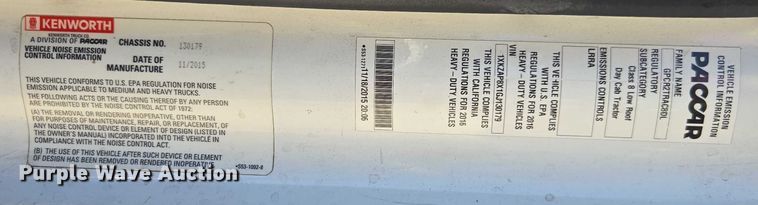 KENWORTH
KENWORTH TRUCK CO.
A DIVISION OF PACCAR
VEHICLE NOISE EMISSION
CONTROL INFORMATION
CHASSIS NO.
130179
DATE OF
MANUFACTURE
11/2015
THIS VEHICLE CONFORMS TO U.S. EPA REGULATION FOR NOISE
EMISSION APPLICABLE TO MEDIUM AND HEAVY TRUCKS.
THE FOLLOWING ACTS OR THE CAUSING THEREOF BY ANY PERSON
ARE PROHIBITED BY THE NOISE CONTROL ACT OF 1972:
(A) THE REMOVAL OR RENDERING INOPERATIVE, OTHER THAN
FOR PURPOSES OF MAINTENANCE, REPAIR, OR REPLACEMENT, OF
ANY NOISE CONTROL DEVICE OR ELEMENT OF DESIGN (LISTED IN
THE OWNER'S MANUAL) INCORPORATED INTO THE VEHICLE IN
COMPLIANCE WITH THE NOISE CONTROL ACT.
(B) THE USE OF THIS VEHICLE AFTER SUCH DEVICE OR ELEMENT
OF DESIGN HAS BEEN REMOVED OR RENDERED INOPERATIVE.
*S53-1092-8
PACCAR
VEHICLE EMISSION
CONTROL INFORMATION
FAMILY NAME
REGULATORY
SUBCATEGORY
Class 8 Low Roof
Day Cab Tractor
EMISSIONS CONTROLS
LRRA
THIS VEHICLE COMPLIES
WITH U.S. EPA
REGULATIONS FOR 2016
HEAVY - DUTY VEHICLES
VIN
1XKZAP8X1GJ130179
THIS VEHICLE COMPLIES
WITH CALIFORNIA
REGULATIONS FOR 2016
HEAVY - DUTY VEHICLES
11/18/2015 20:06
Purple Wave Auction